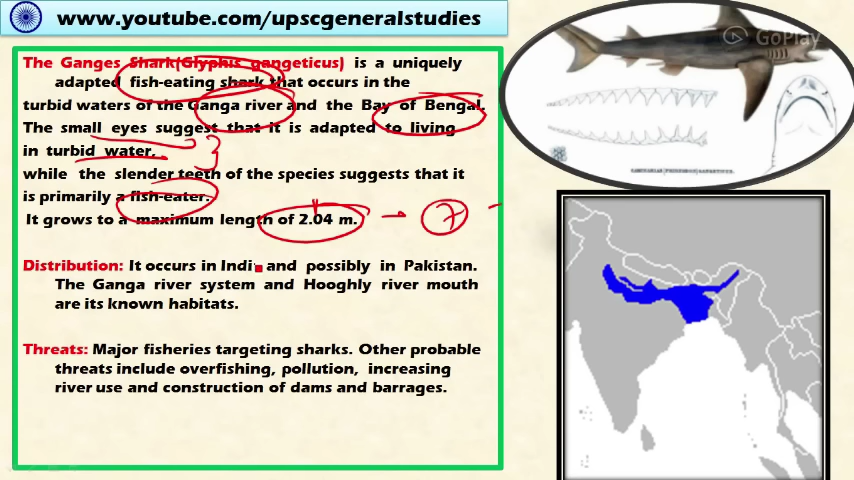 www.youtube.com/upscgeneralstudies
GoPlay
The Ganges Shark(Glyphis gangeticus) is a uniquely
adapted fish-eating shark that occurs in the
turbid waters of the Ganga river and the Bay of Bengal.
The small eyes suggest that it is adapted to living
in turbid water,
while the slender teeth of the species suggests that it
is primarily a fish-eater.
It grows to a maximum length of 2.04 m. 7
Distribution: It occurs in Indi and possibly in Pakistan.
The Ganga river system and Hooghly river mouth
are its known habitats.
Threats: Major fisheries targeting sharks. Other probable
threats include overfishing, pollution, increasing
river use and construction of dams and barrages.